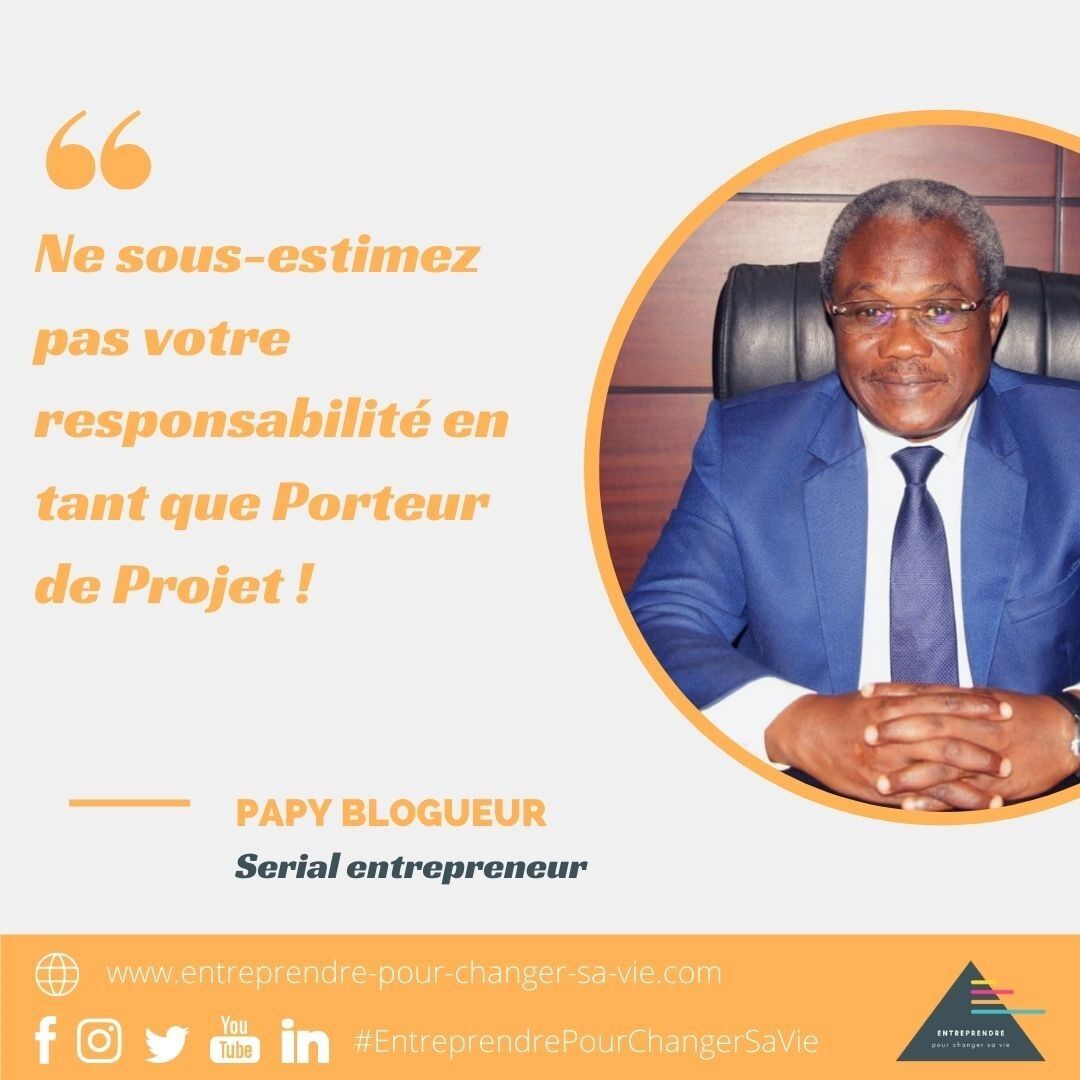 Ne sous-estimez
pas votre
responsabilité en
tant que Porteur
de Projet !
PAPY BLOGUEUR
Serial entrepreneur
www.entreprendre-pour-changer-sa-vie.com
You
Tube
#EntreprendrePourChangerSaVie
ENTREPRENDRE
pour changer sa vie